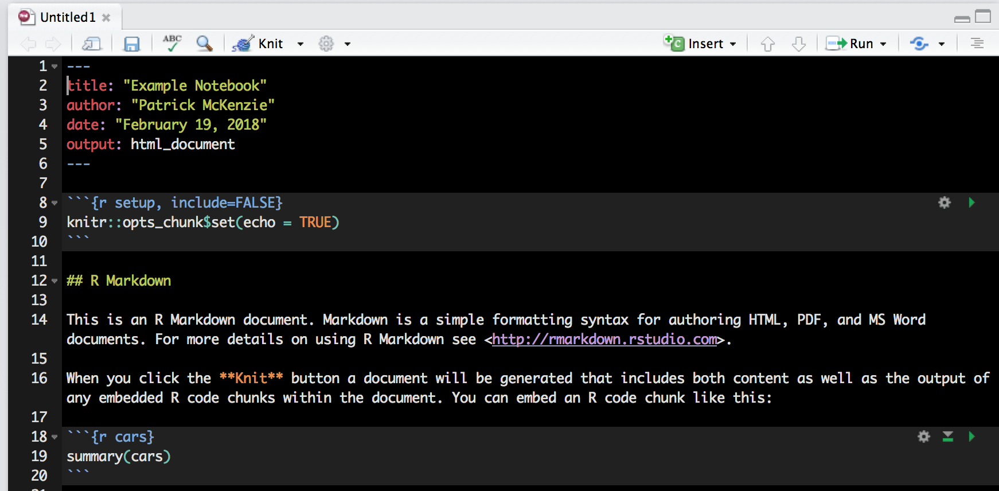 Untitled1
ABC Knit Insert Run
1 ---
2 title: "Example Notebook"
3 author: "Patrick McKenzie"
4 date: "February 19, 2018"
5 output: html_document
6 ---
7
8 ```{r setup, include=FALSE}
9 knitr::opts_chunk$set(echo = TRUE)
10 ```
11
12 ## R Markdown
13
14 This is an R Markdown document. Markdown is a simple formatting syntax for authoring HTML, PDF, and MS Word
documents. For more details on using R Markdown see <http://rmarkdown.rstudio.com>.
15
16 When you click the **Knit** button a document will be generated that includes both content as well as the output of
any embedded R code chunks within the document. You can embed an R code chunk like this:
17
18 ```{r cars}
19 summary(cars)
20 ```